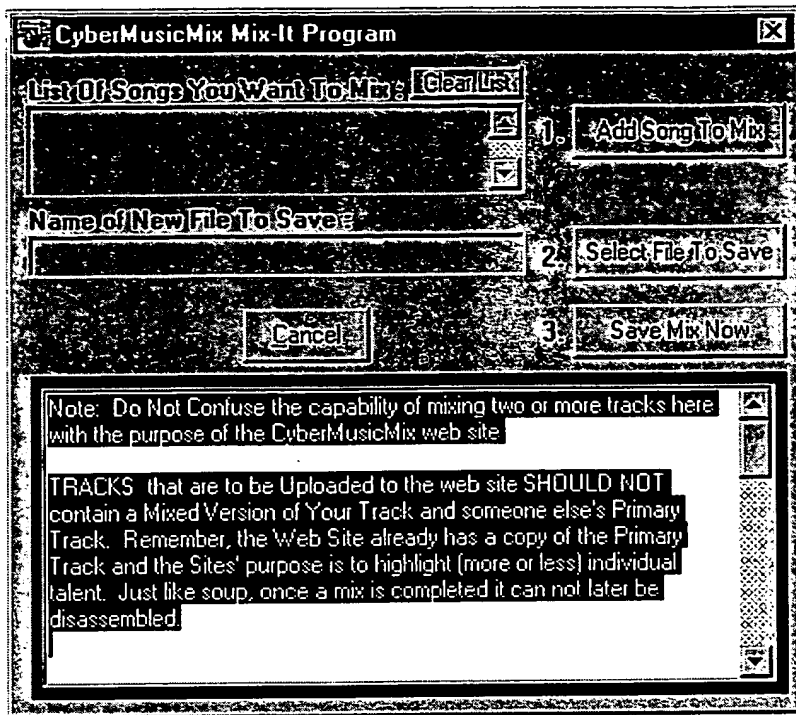 CyberMusicMix Mix-It Program
List Of Songs You Want To Mix : Clear List
1. Add Song To Mix
Name of New File To Save :
2. Select File To Save
Cancel
3. Save Mix Now
Note: Do Not Confuse the capability of mixing two or more tracks here
with the purpose of the CyberMusicMix web site
TRACKS that are to be Uploaded to the web site SHOULD NOT
contain a Mixed Version of Your Track and someone else's Primary
Track. Remember, the Web Site already has a copy of the Primary
Track and the Sites' purpose is to highlight (more or less) individual
talent. Just like soup, once a mix is completed it can not later be
disassembled.